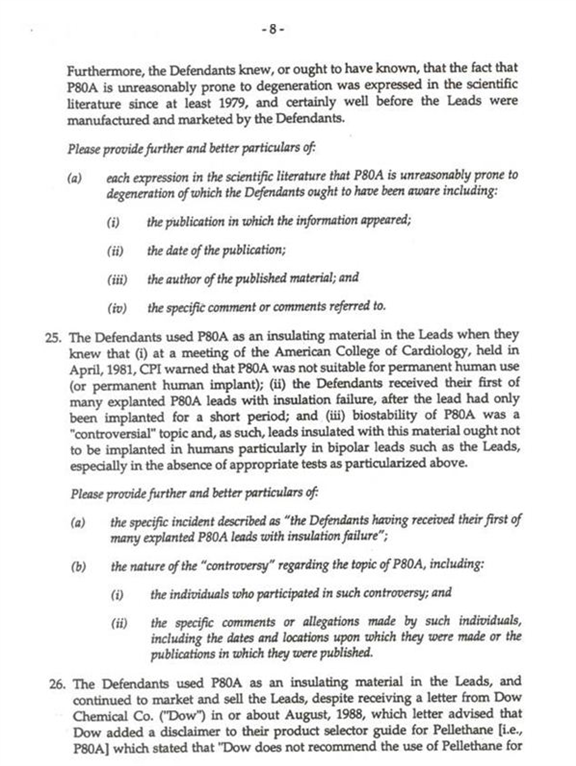 - 8 -
Furthermore, the Defendants knew, or ought to have known, that the fact that
P80A is unreasonably prone to degeneration was expressed in the scientific
literature since at least 1979, and certainly well before the Leads were
manufactured and marketed by the Defendants.
Please provide further and better particulars of:
(a) each expression in the scientific literature that P80A is unreasonably prone to
degeneration of which the Defendants ought to have been aware including:
(i) the publication in which the information appeared;
(ii) the date of the publication;
(iii) the author of the published material; and
(iv) the specific comment or comments referred to.
25. The Defendants used P80A as an insulating material in the Leads when they
knew that (i) at a meeting of the American College of Cardiology, held in
April, 1981, CPI warned that P80A was not suitable for permanent human use
(or permanent human implant); (ii) the Defendants received their first of
many explanted P80A leads with insulation failure, after the lead had only
been implanted for a short period; and (iii) biostability of P80A was a
"controversial" topic and, as such, leads insulated with this material ought not
to be implanted in humans particularly in bipolar leads such as the Leads,
especially in the absence of appropriate tests as particularized above.
Please provide further and better particulars of:
(a) the specific incident described as "the Defendants having received their first of
many explanted P80A leads with insulation failure";
(b) the nature of the "controversy" regarding the topic of P80A, including:
(i) the individuals who participated in such controversy; and
(ii) the specific comments or allegations made by such individuals,
including the dates and locations upon which they were made or the
publications in which they were published.
26. The Defendants used P80A as an insulating material in the Leads, and
continued to market and sell the Leads, despite receiving a letter from Dow
Chemical Co. ("Dow") in or about August, 1988, which letter advised that
Dow added a disclaimer to their product selector guide for Pellethane [i.e.,
P80A] which stated that "Dow does not recommend the use of Pellethane for